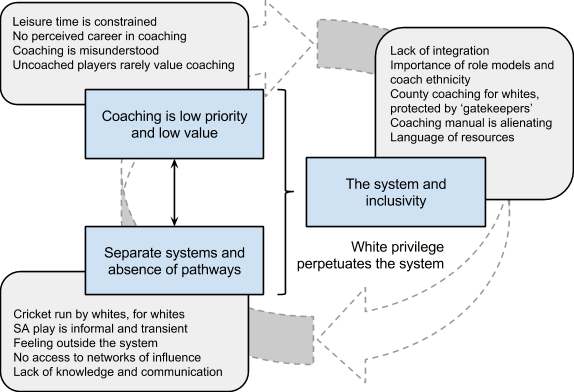 Leisure time is constrained
No perceived career in coaching
Coaching is misunderstood
Uncoached players rarely value coaching
Coaching is low priority
and low value
Lack of integration
Importance of role models and
coach ethnicity
County coaching for whites,
protected by ‘gatekeepers’
Coaching manual is alienating
Language of resources
The system and
inclusivity
White privilege
perpetuates the system
Separate systems and
absence of pathways
Cricket run by whites, for whites
SA play is informal and transient
Feeling outside the system
No access to networks of influence
Lack of knowledge and communication